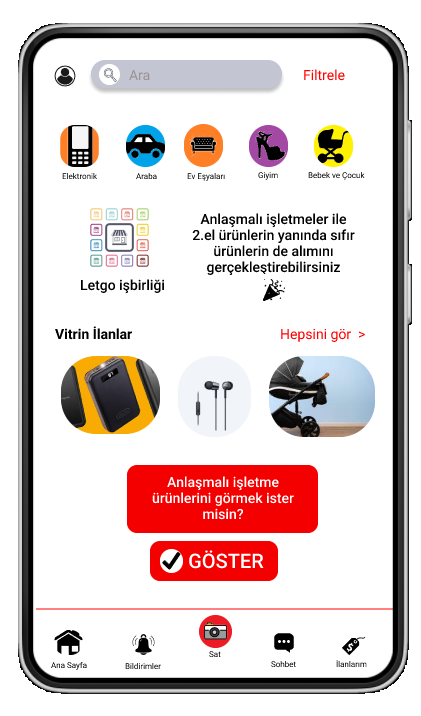 Ara
Filtrele
Elektronik
Araba
Ev Eşyaları
Giyim
Bebek ve Çocuk
Letgo işbirliği
Anlaşmalı işletmeler ile
2.el ürünlerin yanında sıfır
ürünlerin de alımını
gerçekleştirebilirsiniz
Vitrin İlanlar
Hepsini gör >
Anlaşmalı işletme
ürünlerini görmek ister
misin?
GÖSTER
Ana Sayfa
Bildirimler
Sat
Sohbet
İlanlarım